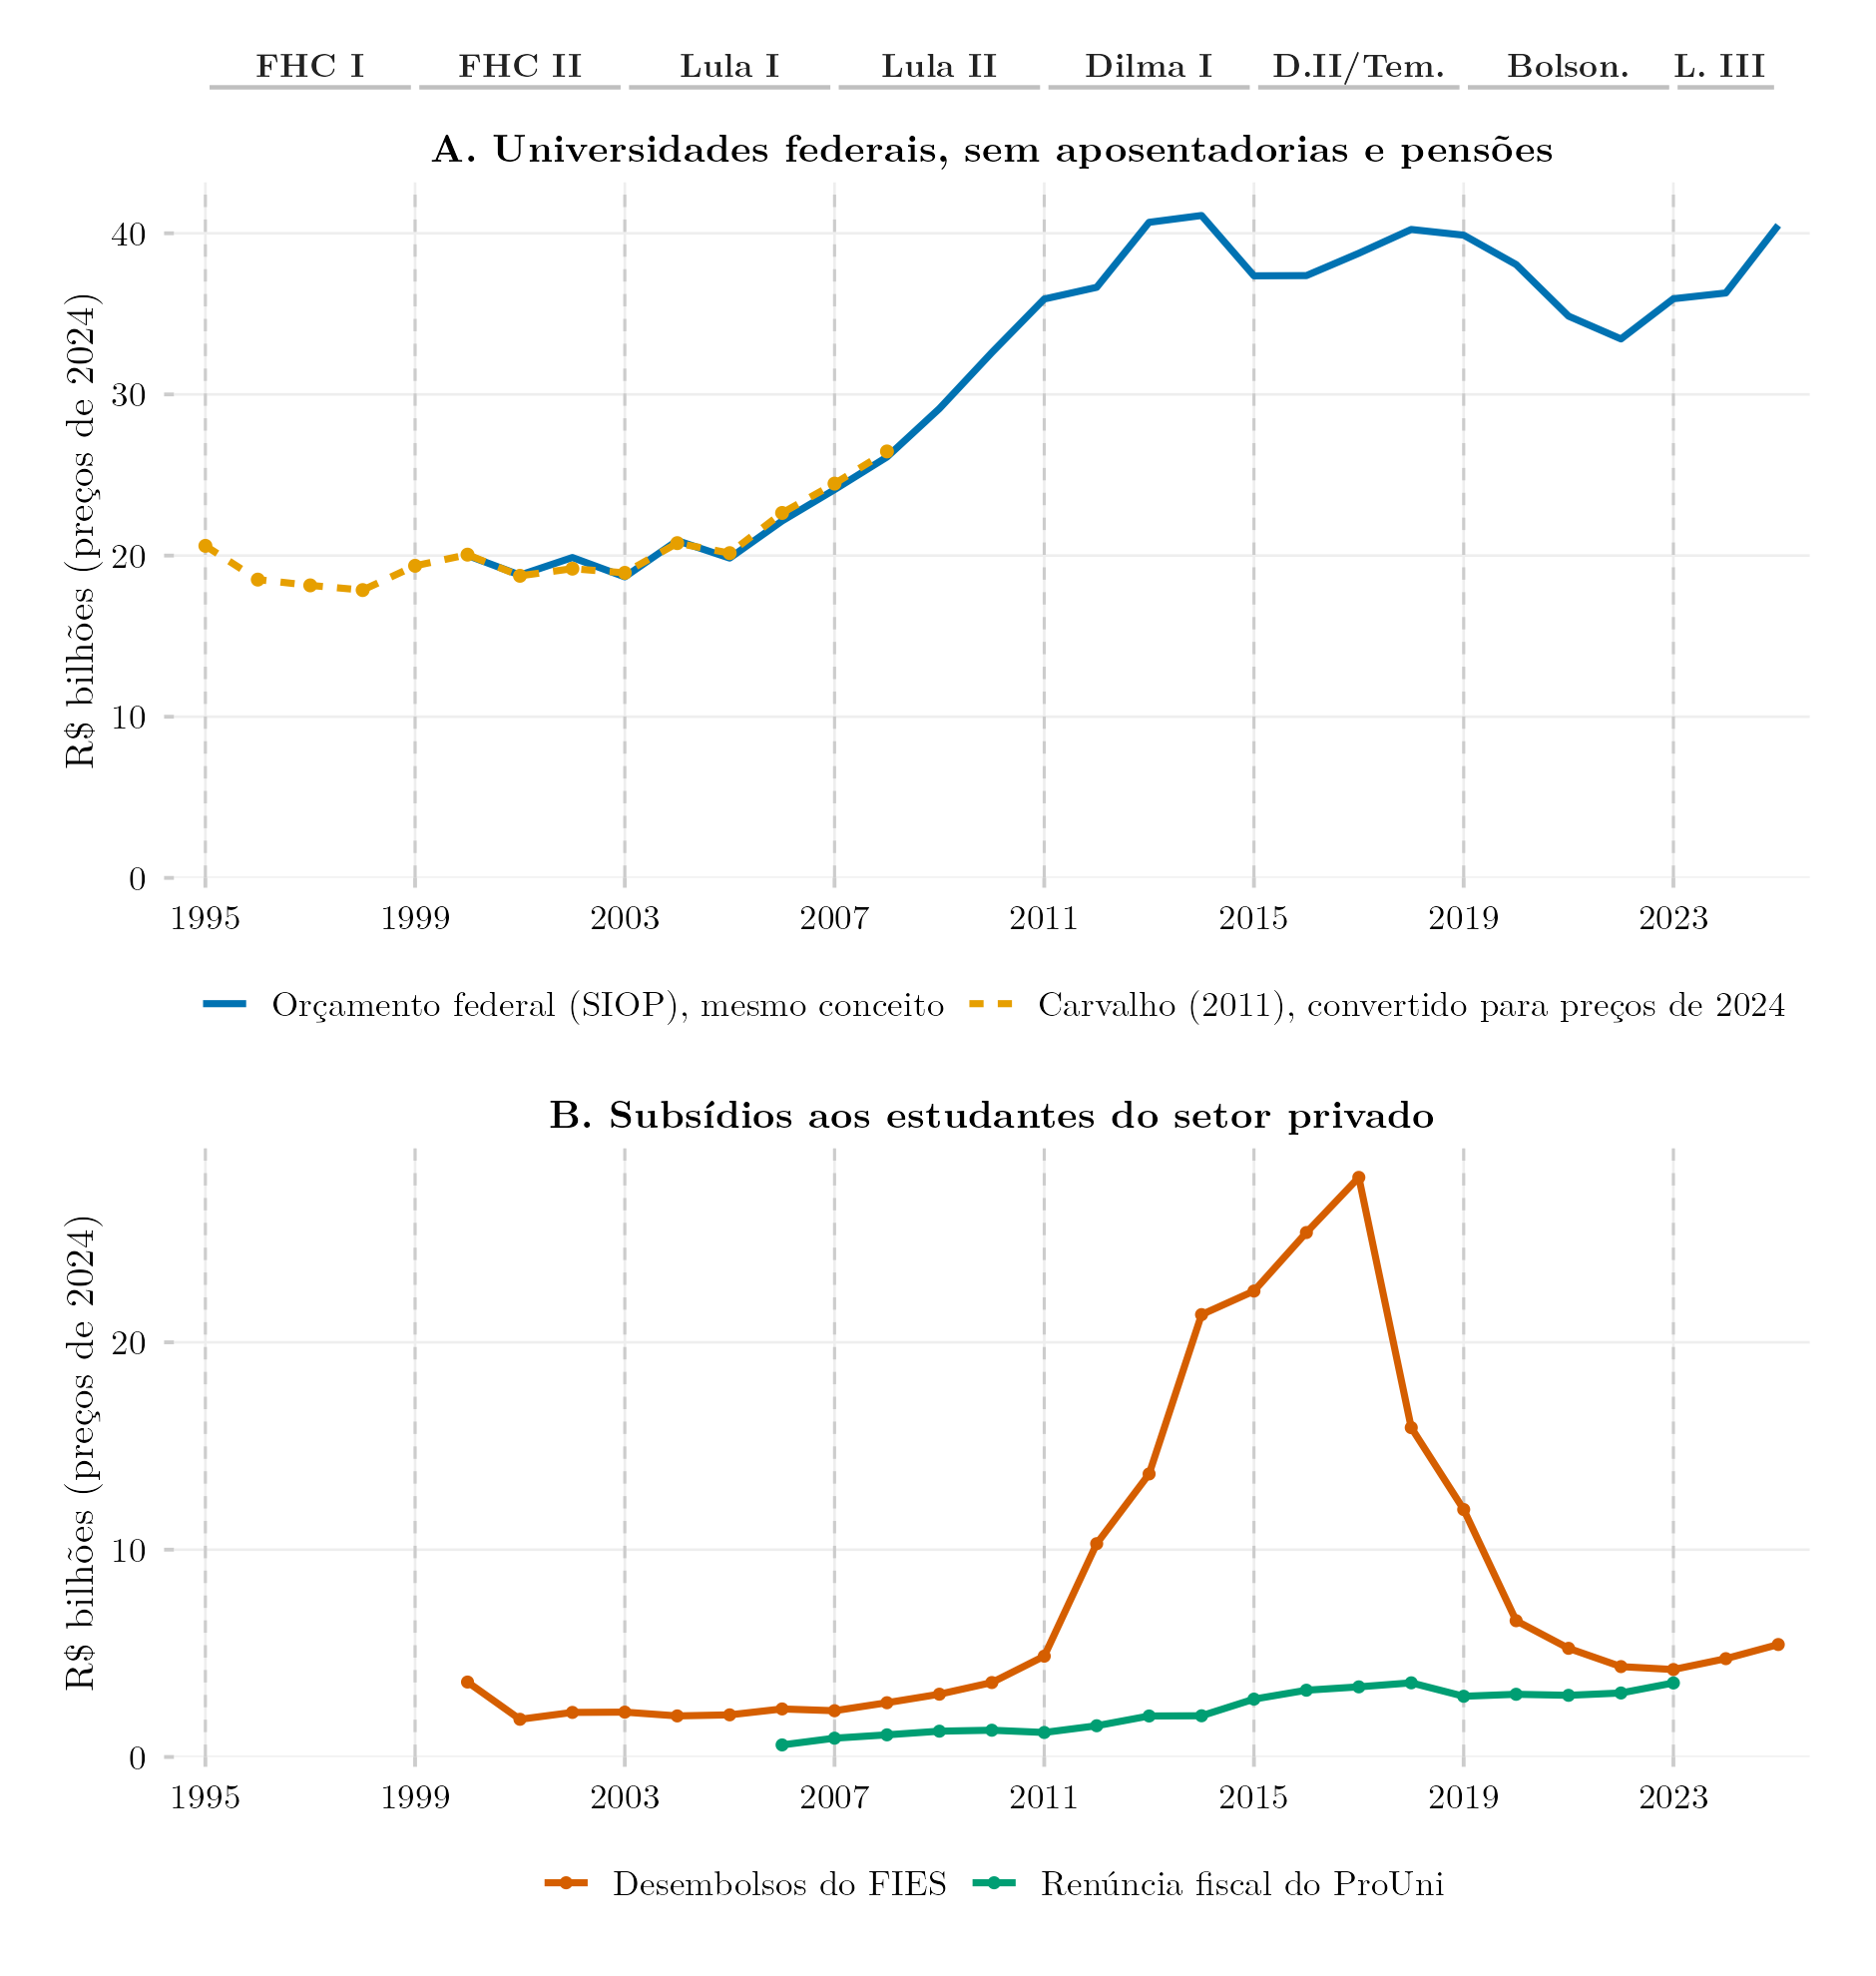 FHC I FHC II Lula I Lula II Dilma I D.II/Tem. Bolson. L. III
A. Universidades federais, sem aposentadorias e pensões
R$ bilhões (preços de 2024)
40
30
20
10
0
1995 1999 2003 2007 2011 2015 2019 2023
Orçamento federal (SIOP), mesmo conceito Carvalho (2011), convertido para preços de 2024
B. Subsídios aos estudantes do setor privado
R$ bilhões (preços de 2024)
20
10
0
1995 1999 2003 2007 2011 2015 2019 2023
Desembolsos do FIES Renúncia fiscal do ProUni